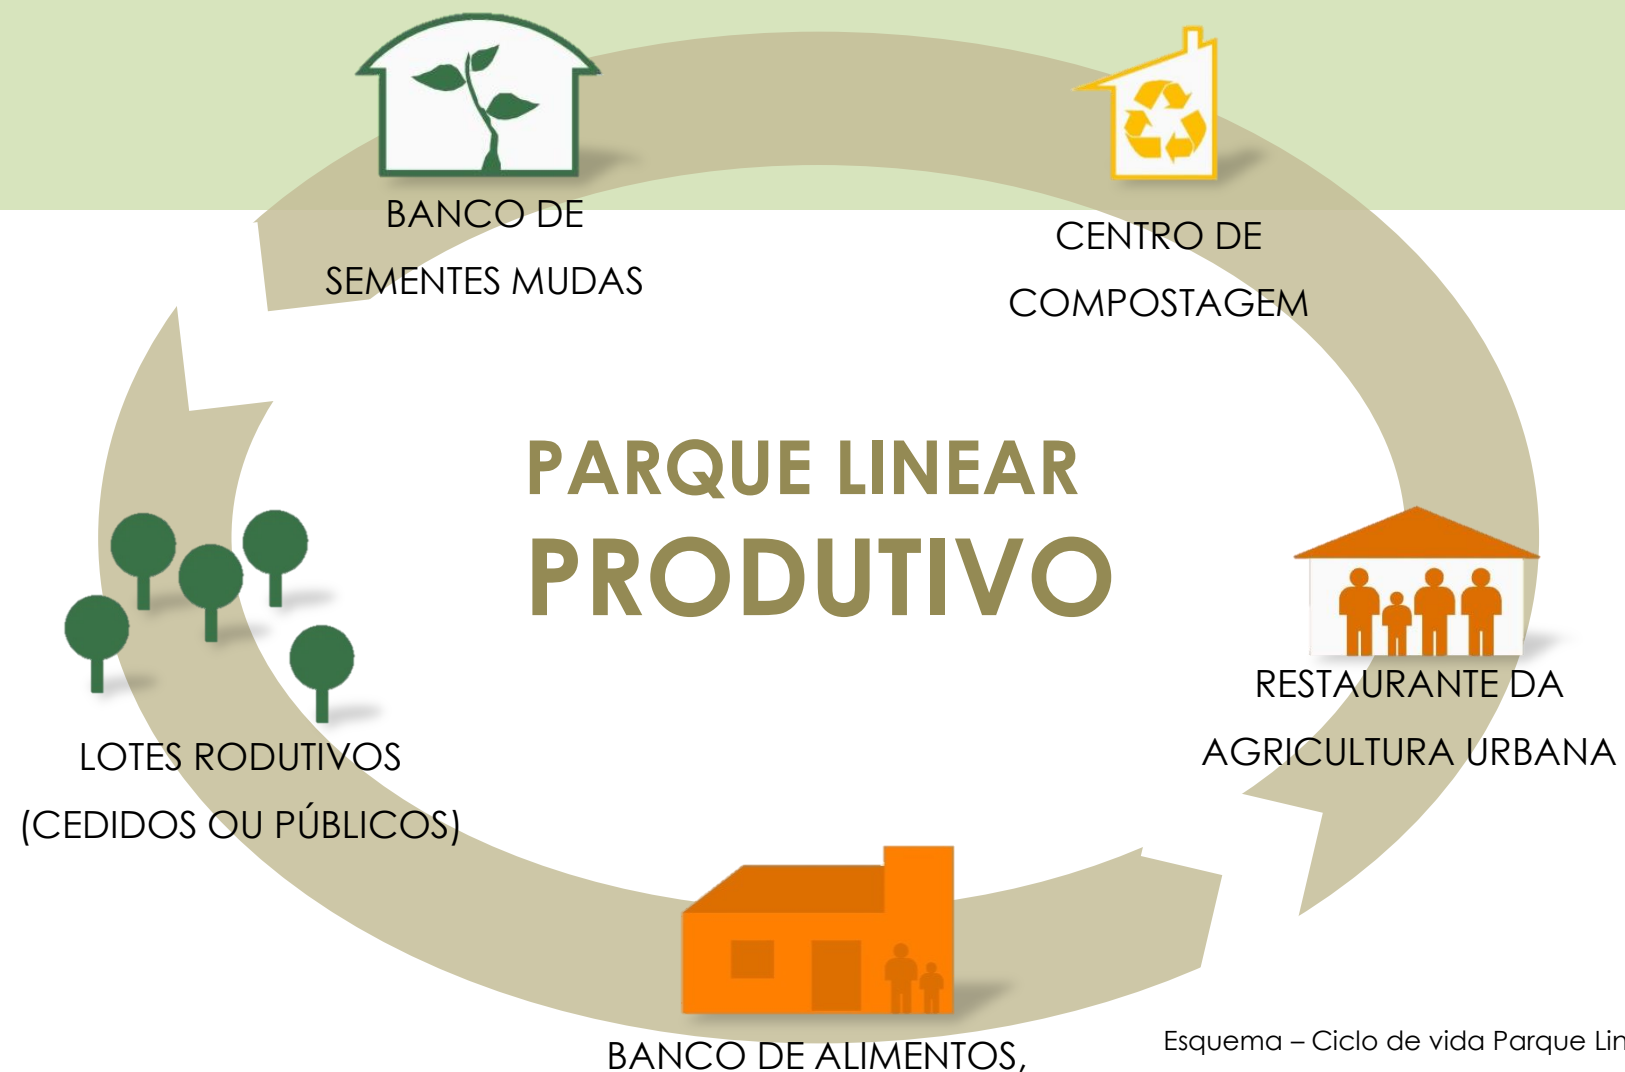 BANCO DE
SEMENTES MUDAS
CENTRO DE
COMPOSTAGEM
PARQUE LINEAR
PRODUTIVO
RESTAURANTE DA
AGRICULTURA URBANA
LOTES RODUTIVOS
(CEDIDOS OU PÚBLICOS)
BANCO DE ALIMENTOS,
Esquema – Ciclo de vida Parque